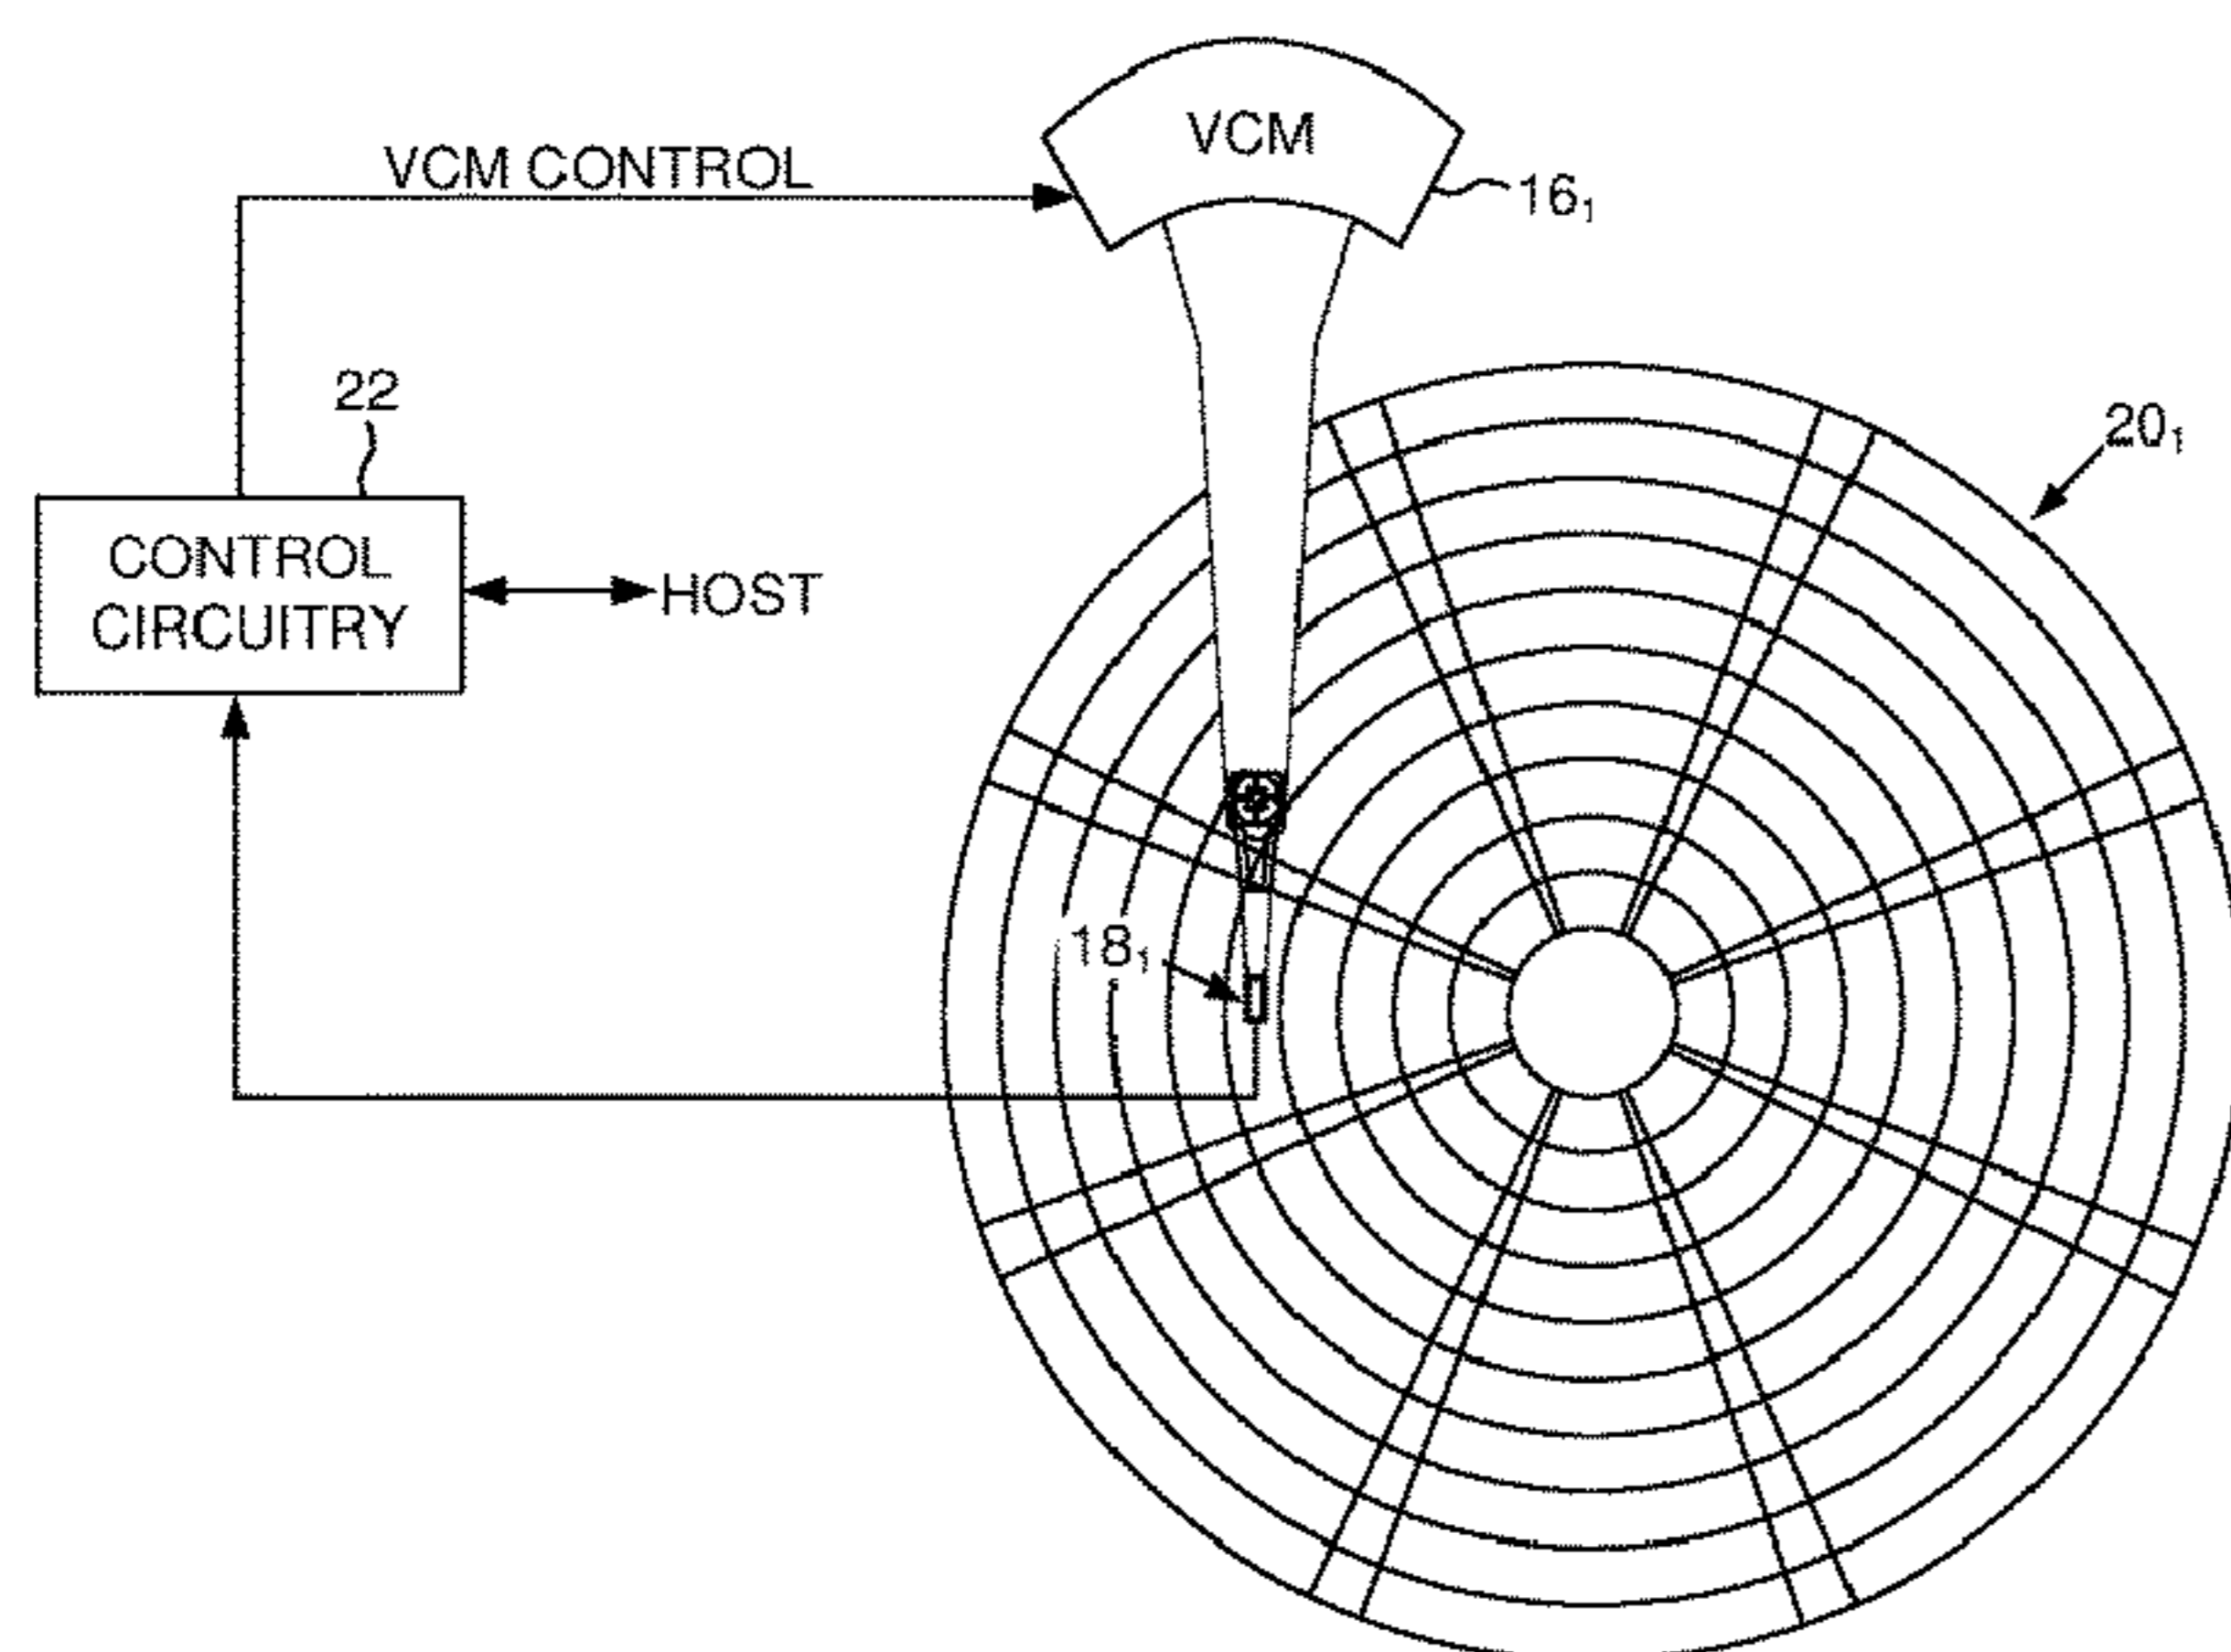 VCM
VCM CONTROL
16₁
22
20₁
CONTROL
CIRCUITRY
HOST
18₁